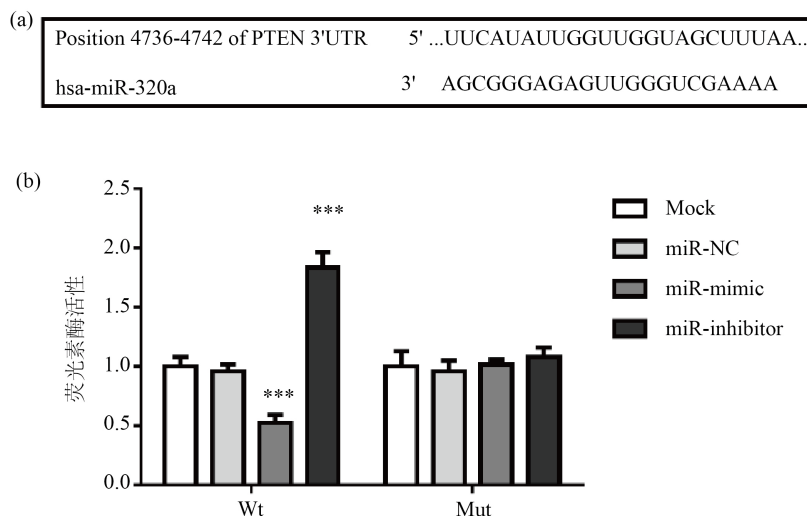 (a)
Position 4736-4742 of PTEN 3'UTR 5' ...UUCAUAUUGGUUGGUAGCUUUAA...
hsa-miR-320a 3' AGCGGGAGAGUUGGGUCGAAAA
(b)
荧光素酶活性
2.5
2.0
1.5
1.0
0.5
0.0
***
***
Wt
Mut
Mock
miR-NC
miR-mimic
miR-inhibitor